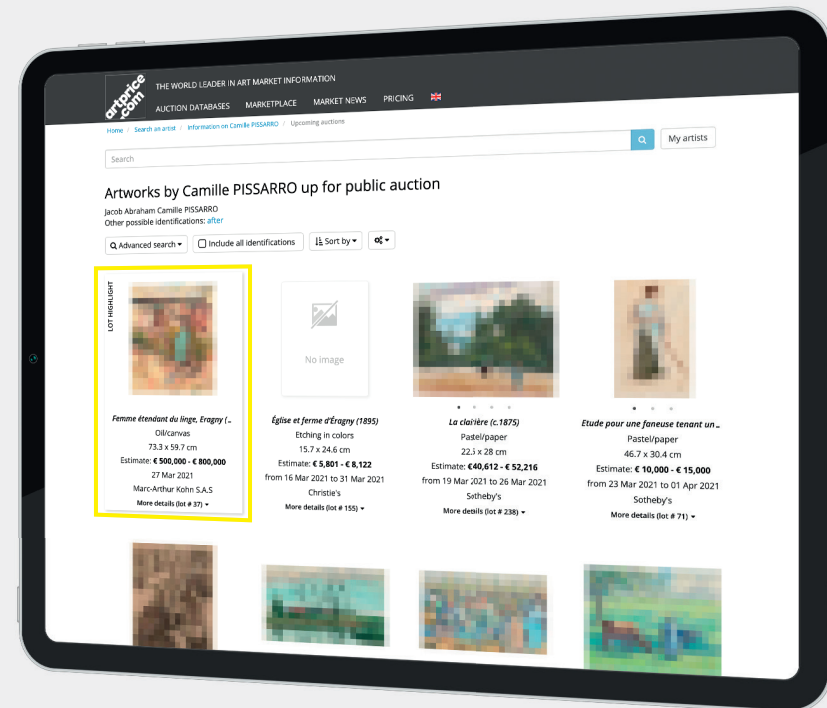 artprice
.com
THE WORLD LEADER IN ART MARKET INFORMATION
AUCTION DATABASES MARKETPLACE MARKET NEWS PRICING
Home / Search an artist / Information on Camille PISSARRO / Upcoming auctions
Search
My artists
Artworks by Camille PISSARRO up for public auction
Jacob Abraham Camille PISSARRO
Other possible identifications: after
Advanced search
Include all identifications
Sort by
LOT HIGHLIGHT
Femme étendant du linge, Eragny (...
Oil/canvas
73.3 x 59.7 cm
Estimate: € 500,000 - € 800,000
27 Mar 2021
Marc-Arthur Kohn S.A.S
More details (lot # 37)
No image
Église et ferme d'Éragny (1895)
Etching in colors
15.7 x 24.6 cm
Estimate: € 5,801 - € 8,122
from 16 Mar 2021 to 31 Mar 2021
Christie's
More details (lot # 155)
La clairière (c.1875)
Pastel/paper
22.5 x 28 cm
Estimate: €40,612 - € 52,216
from 19 Mar 2021 to 26 Mar 2021
Sotheby's
More details (lot # 238)
Etude pour une faneuse tenant un...
Pastel/paper
46.7 x 30.4 cm
Estimate: € 10,000 - € 15,000
from 23 Mar 2021 to 01 Apr 2021
Sotheby's
More details (lot # 71)